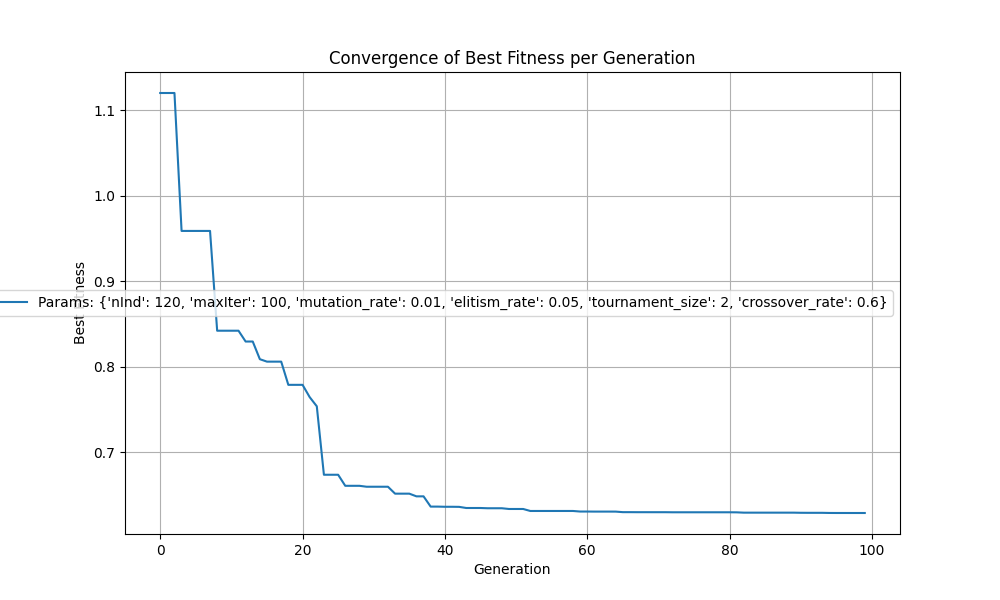 Convergence of Best Fitness per Generation
1.1
1.0
0.9
0.8
0.7
Best
Params: {'nInd': 120, 'maxIter': 100, 'mutation_rate': 0.01, 'elitism_rate': 0.05, 'tournament_size': 2, 'crossover_rate': 0.6}
0 20 40 60 80 100
Generation